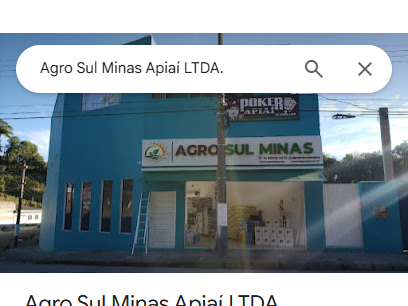 Agro Sul Minas Apiaí LTDA.
POKER
APIAÍ
AGRO SUL MINAS
Agro Sul Minas Apiaí LTDA